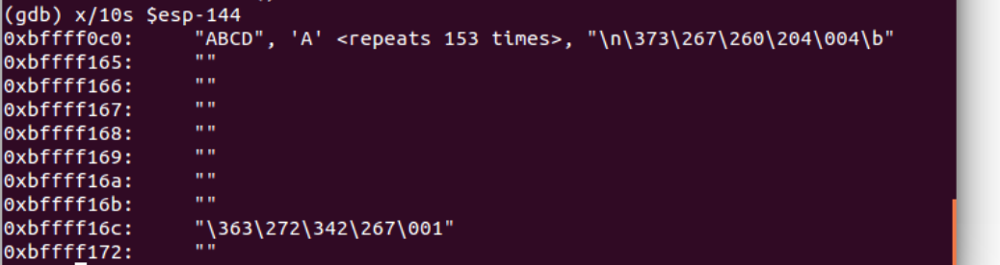 (gdb) x/10s $esp-144
0xbffff0c0:     "ABCD", 'A' <repeats 153 times>, "\n\373\267\260\204\004\b"
0xbffff165:     ""
0xbffff166:     ""
0xbffff167:     ""
0xbffff168:     ""
0xbffff169:     ""
0xbffff16a:     ""
0xbffff16b:     ""
0xbffff16c:     "\363\272\342\267\001"
0xbffff172:     ""